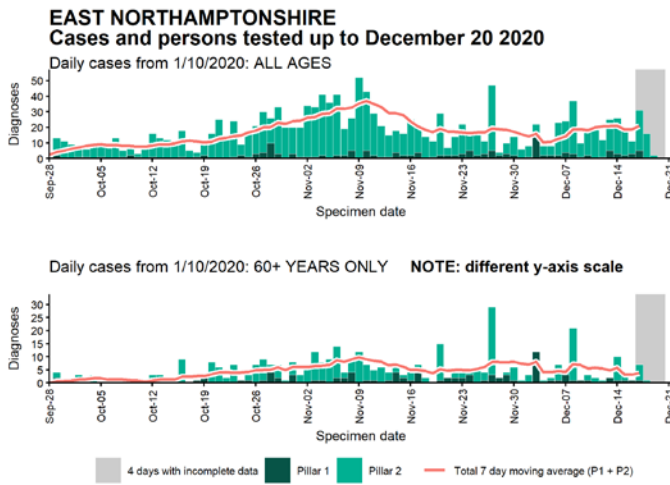 EAST NORTHAMPTONSHIRE
Cases and persons tested up to December 20 2020
Daily cases from 1/10/2020: ALL AGES
Diagnoses
50
40
30
20
10
0
Sep-28
Oct-05
Oct-12
Oct-19
Oct-26
Nov-02
Nov-09
Nov-16
Nov-23
Nov-30
Dec-07
Dec-14
Dec-21
Specimen date
Daily cases from 1/10/2020: 60+ YEARS ONLY NOTE: different y-axis scale
Diagnoses
30
25
20
15
10
5
0
Sep-28
Oct-05
Oct-12
Oct-19
Oct-26
Nov-02
Nov-09
Nov-16
Nov-23
Nov-30
Dec-07
Dec-14
Dec-21
Specimen date
4 days with incomplete data Pillar 1 Pillar 2 Total 7 day moving average (P1 + P2)